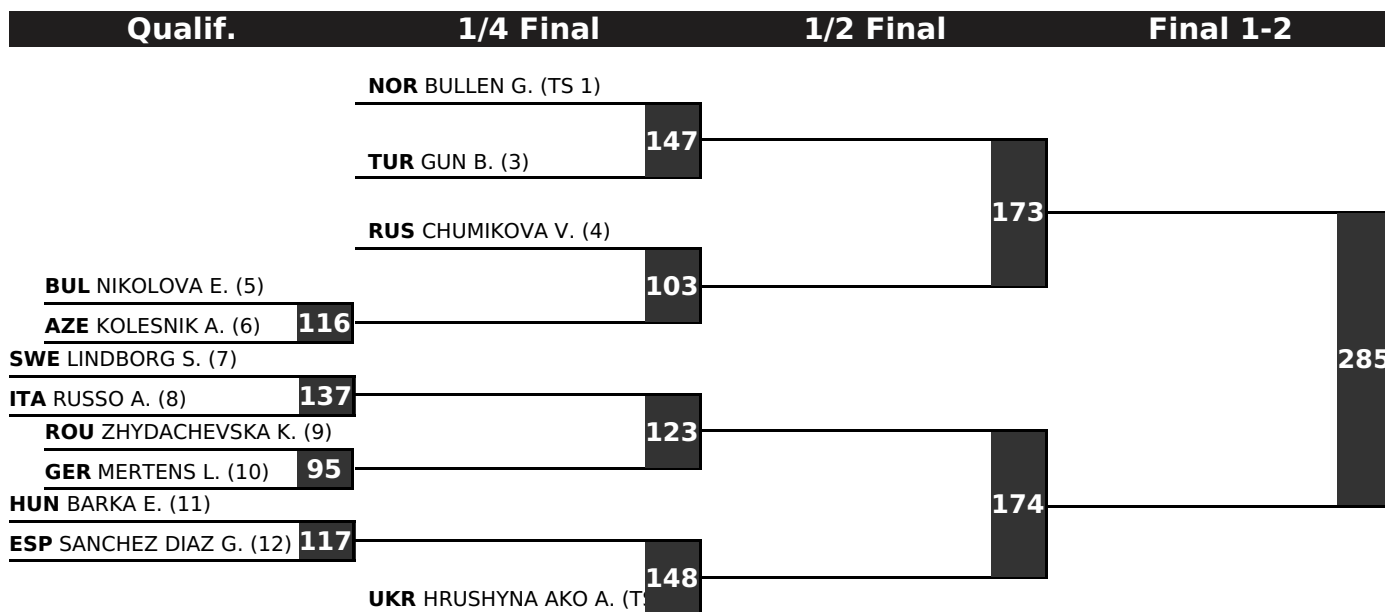 Qualif. 1/4 Final 1/2 Final Final 1-2
NOR BULLEN G. (TS 1)
147
TUR GUN B. (3)
173
RUS CHUMIKOVA V. (4)
103
BUL NIKOLOVA E. (5)
AZE KOLESNIK A. (6) 116
SWE LINDBORG S. (7)
285
ITA RUSSO A. (8) 137
ROU ZHYDACHEVSKA K. (9)
123
GER MERTENS L. (10) 95
HUN BARKA E. (11)
174
ESP SANCHEZ DIAZ G. (12) 117
148
UKR HRUSHYNA AKO A.